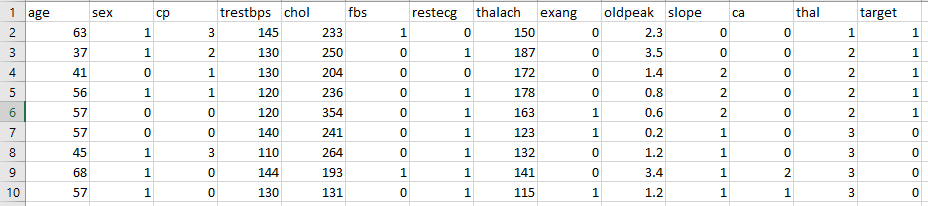 1 age sex cp trestbps chol fbs restecg thalach exang oldpeak slope ca thal target
2 63 1 3 145 233 1 0 150 0 2.3 0 0 1 1
3 37 1 2 130 250 0 1 187 0 3.5 0 0 2 1
4 41 0 1 130 204 0 0 172 0 1.4 2 0 2 1
5 56 1 1 120 236 0 1 178 0 0.8 2 0 2 1
6 57 0 0 120 354 0 1 163 1 0.6 2 0 2 1
7 57 0 0 140 241 0 1 123 1 0.2 1 0 3 0
8 45 1 3 110 264 0 1 132 0 1.2 1 0 3 0
9 68 1 0 144 193 1 1 141 0 3.4 1 2 3 0
10 57 1 0 130 131 0 1 115 1 1.2 1 1 3 0